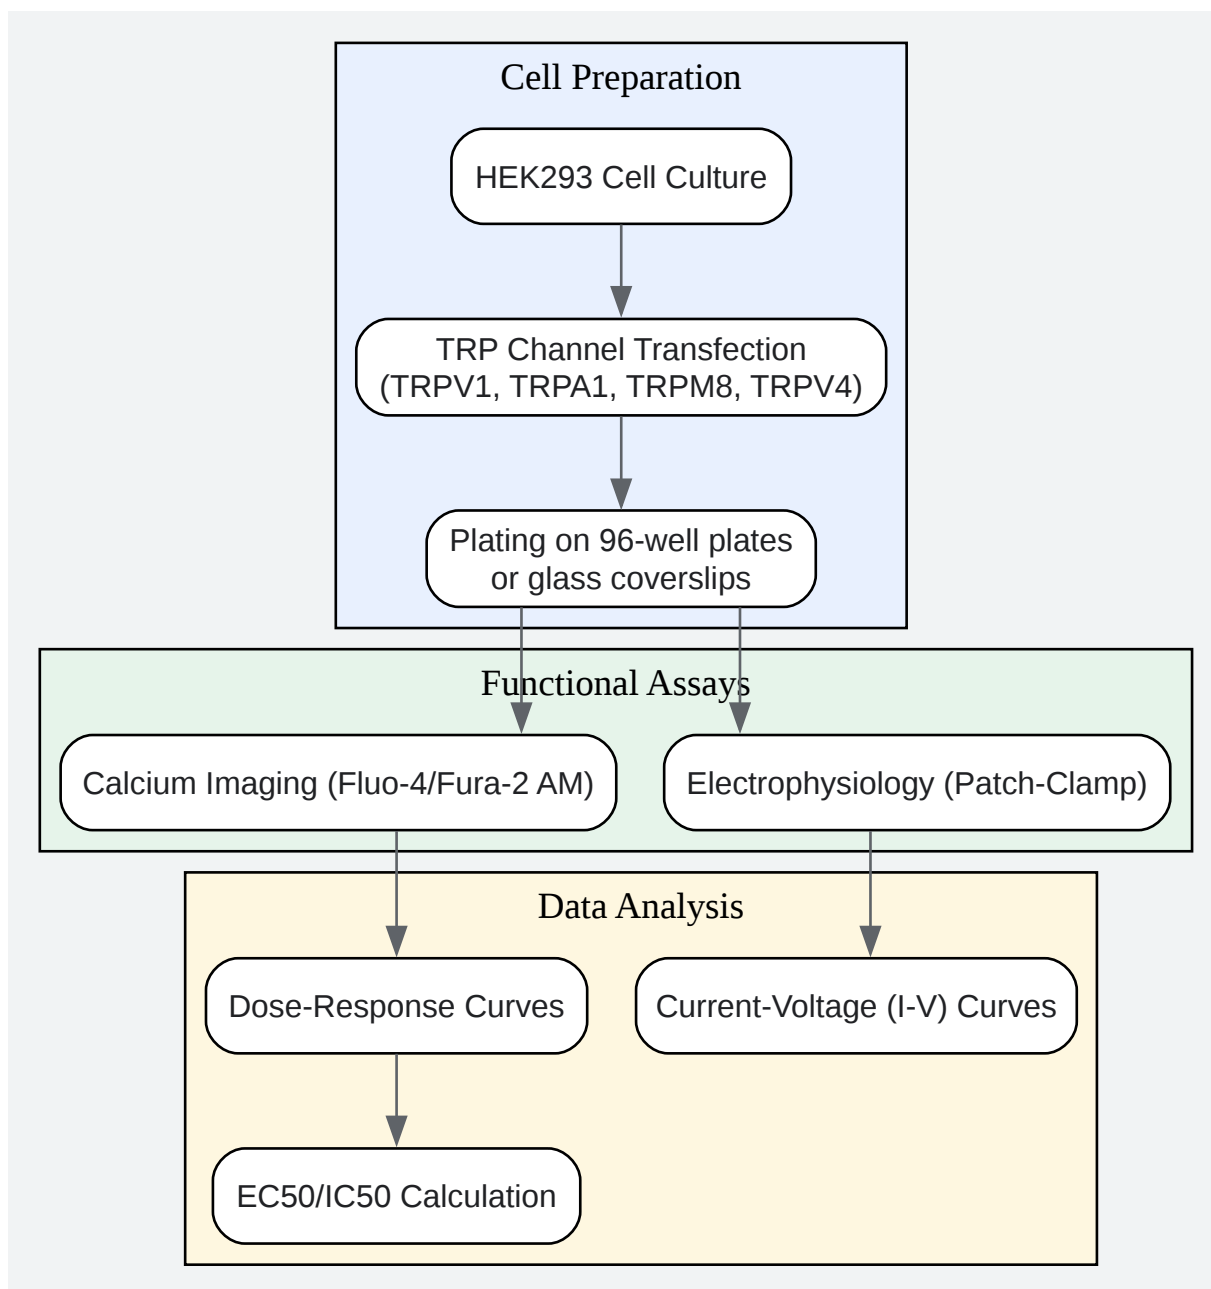 Cell Preparation
HEK293 Cell Culture
TRP Channel Transfection
(TRPV1, TRPA1, TRPM8, TRPV4)
Plating on 96-well plates
or glass coverslips
Functional Assays
Calcium Imaging (Fluo-4/Fura-2 AM)
Electrophysiology (Patch-Clamp)
Data Analysis
Dose-Response Curves
Current-Voltage (I-V) Curves
EC50/IC50 Calculation